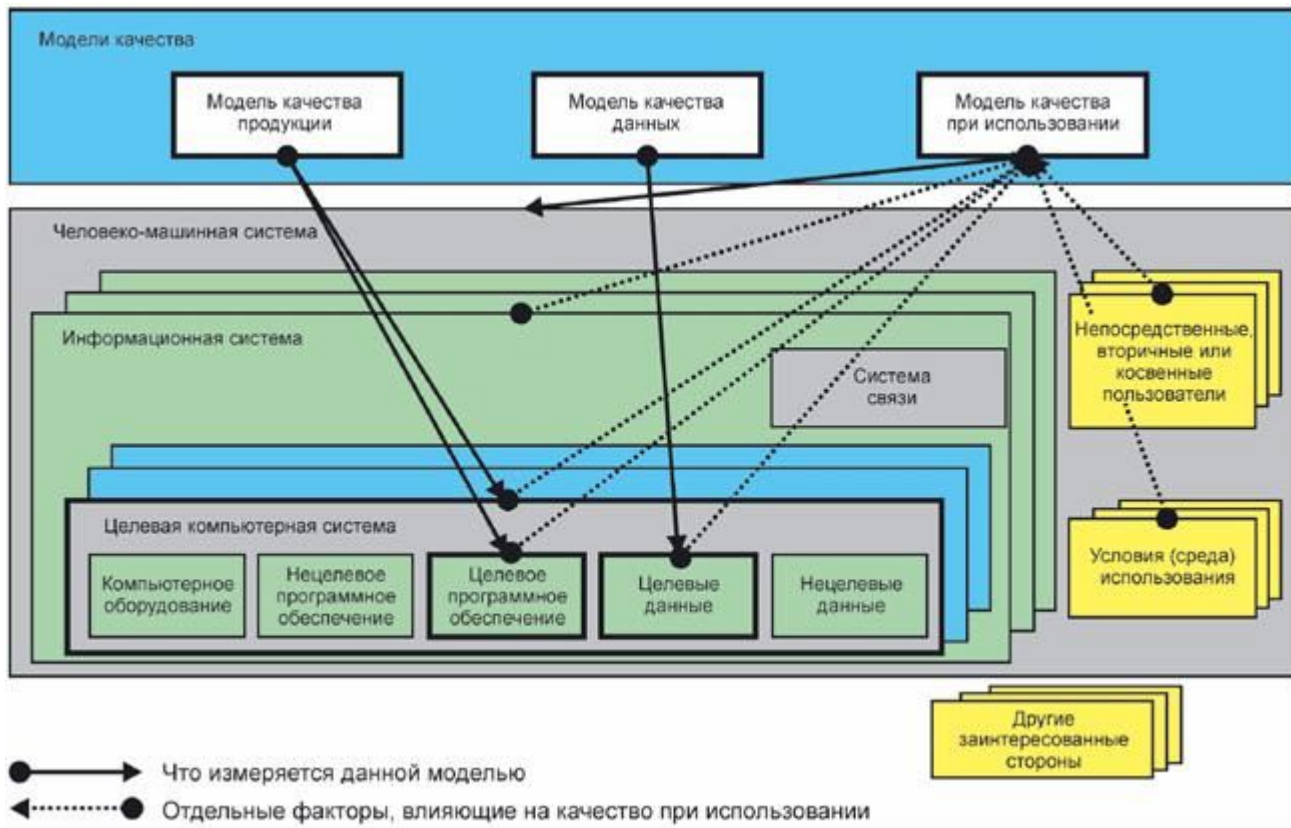 Модели качества
Модель качества
продукции
Модель качества
данных
Модель качества
при использовании
Человеко-машинная система
Информационная система
Система
связи
Непосредственные,
вторичные или
косвенные
пользователи
Целевая компьютерная система
Компьютерное
оборудование
Нецелевое
программное
обеспечение
Целевое
программное
обеспечение
Целевые
данные
Нецелевые
данные
Условия (среда)
использования
Другие
заинтересованные
стороны
Что измеряется данной моделью
Отдельные факторы, влияющие на качество при использовании